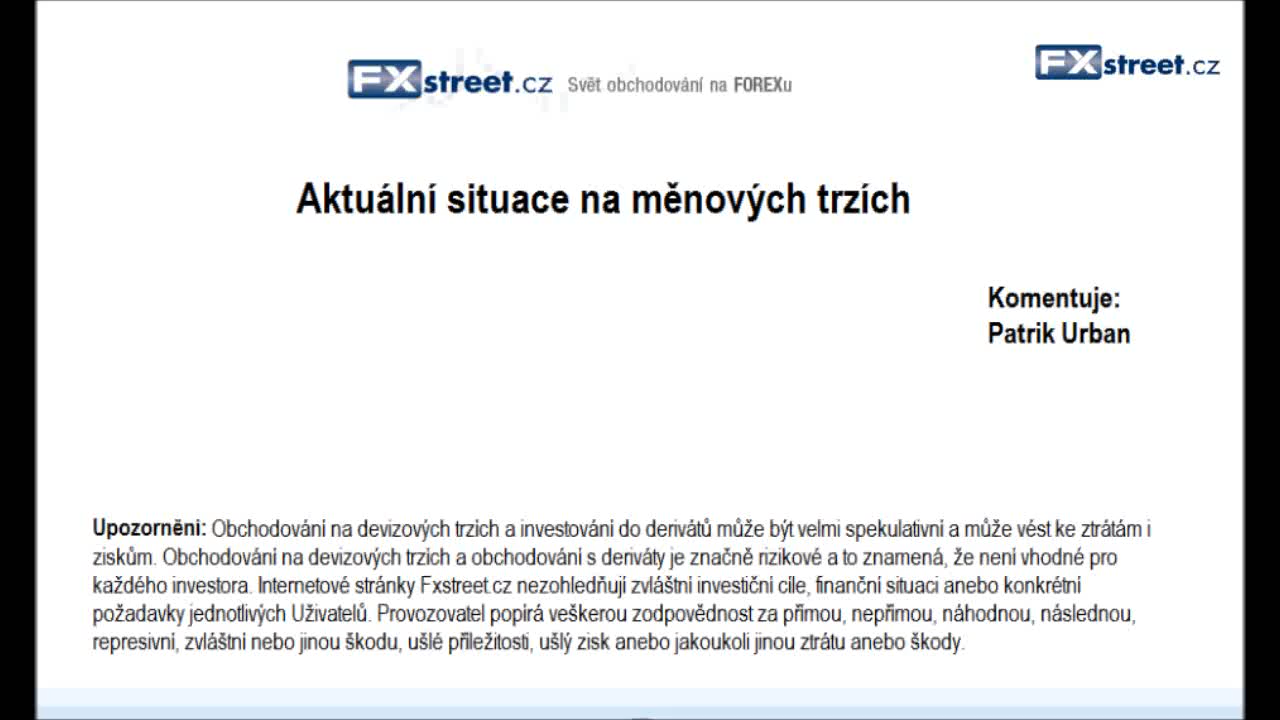 FXstreet.cz Svět obchodování na FOREXu
FXstreet.cz
Aktuální situace na měnových trzích
Komentuje:
Patrik Urban
Upozornění: Obchodování na devizových trzích a investování do derivátů může být velmi spekulativní a může vést ke ztrátám i
ziskům. Obchodování na devizových trzích a obchodování s deriváty je značně rizikové a to znamená, že není vhodné pro
každého investora. Internetové stránky Fxstreet.cz nezohledňují zvláštní investiční cíle, finanční situaci anebo konkrétní
požadavky jednotlivých Uživatelů. Provozovatel popírá veškerou zodpovědnost za přímou, nepřímou, náhodnou, následnou,
represivní, zvláštní nebo jinou škodu, ušlé příležitosti, ušlý zisk anebo jakoukoli jinou ztrátu anebo škody.